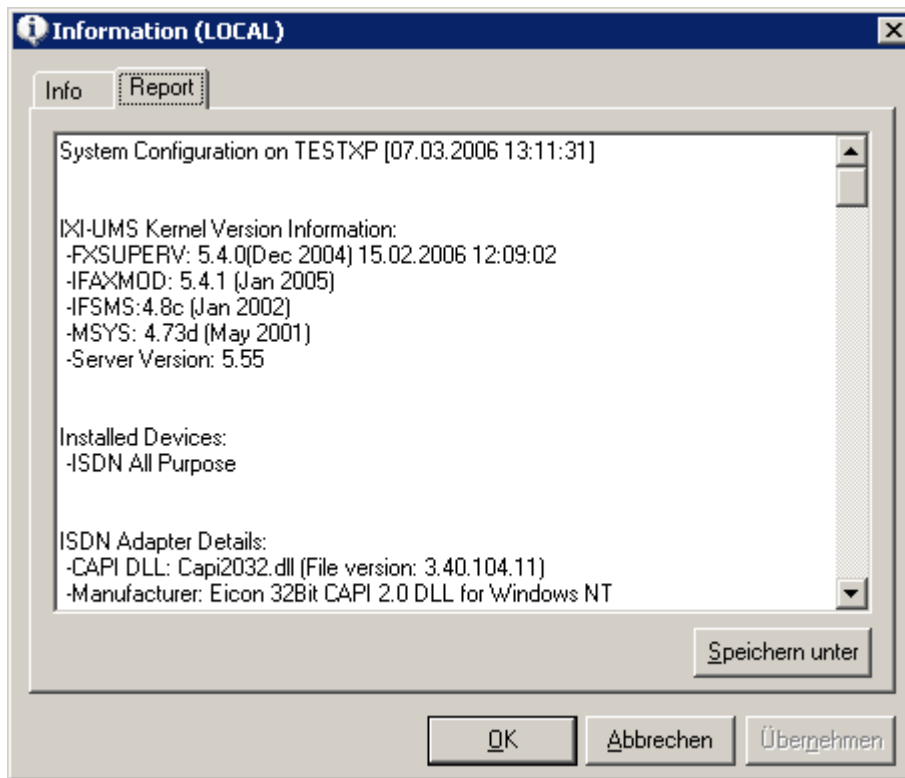 Information (LOCAL)
Info
Report
System Configuration on TESTXP [07.03.2006 13:11:31]
IXI-UMS Kernel Version Information:
-FXSUPERV: 5.4.0(Dec 2004) 15.02.2006 12:09:02
-IFAXMOD: 5.4.1 (Jan 2005)
-IFSMS:4.8c (Jan 2002)
-MSYS: 4.73d (May 2001)
-Server Version: 5.55
Installed Devices:
-ISDN All Purpose
ISDN Adapter Details:
-CAPI DLL: Capi2032.dll (File version: 3.40.104.11)
-Manufacturer: Eicon 32Bit CAPI 2.0 DLL for Windows NT
Speichern unter
OK
Abbrechen
Übernehmen